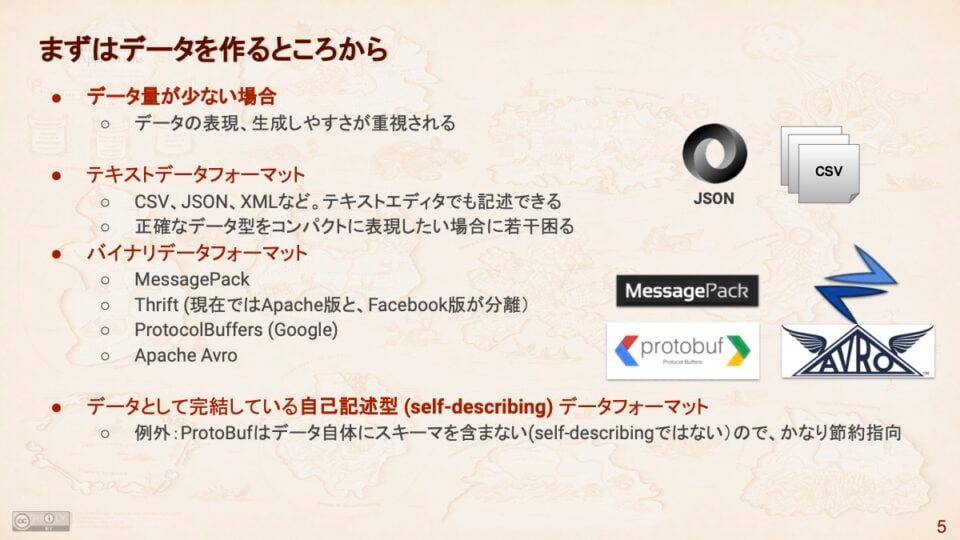 まずはデータを作るところから
● データ量が少ない場合
○ データの表現、生成しやすさが重視される
● テキストデータフォーマット
○ CSV、JSON、XMLなど。テキストエディタでも記述できる
○ 正確なデータ型をコンパクトに表現したい場合に若干困る
● バイナリデータフォーマット
○ MessagePack
○ Thrift (現在ではApache版と、Facebook版が分離)
○ ProtocolBuffers (Google)
○ Apache Avro
● データとして完結している自己記述型 (self-describing) データフォーマット
○ 例外：ProtoBufはデータ自体にスキーマを含まない(self-describingではない)ので、かなり節約指向
JSON
CSV
MessagePack
protobuf
Protocol Buffers
AVRO
TM
cc
BY
5